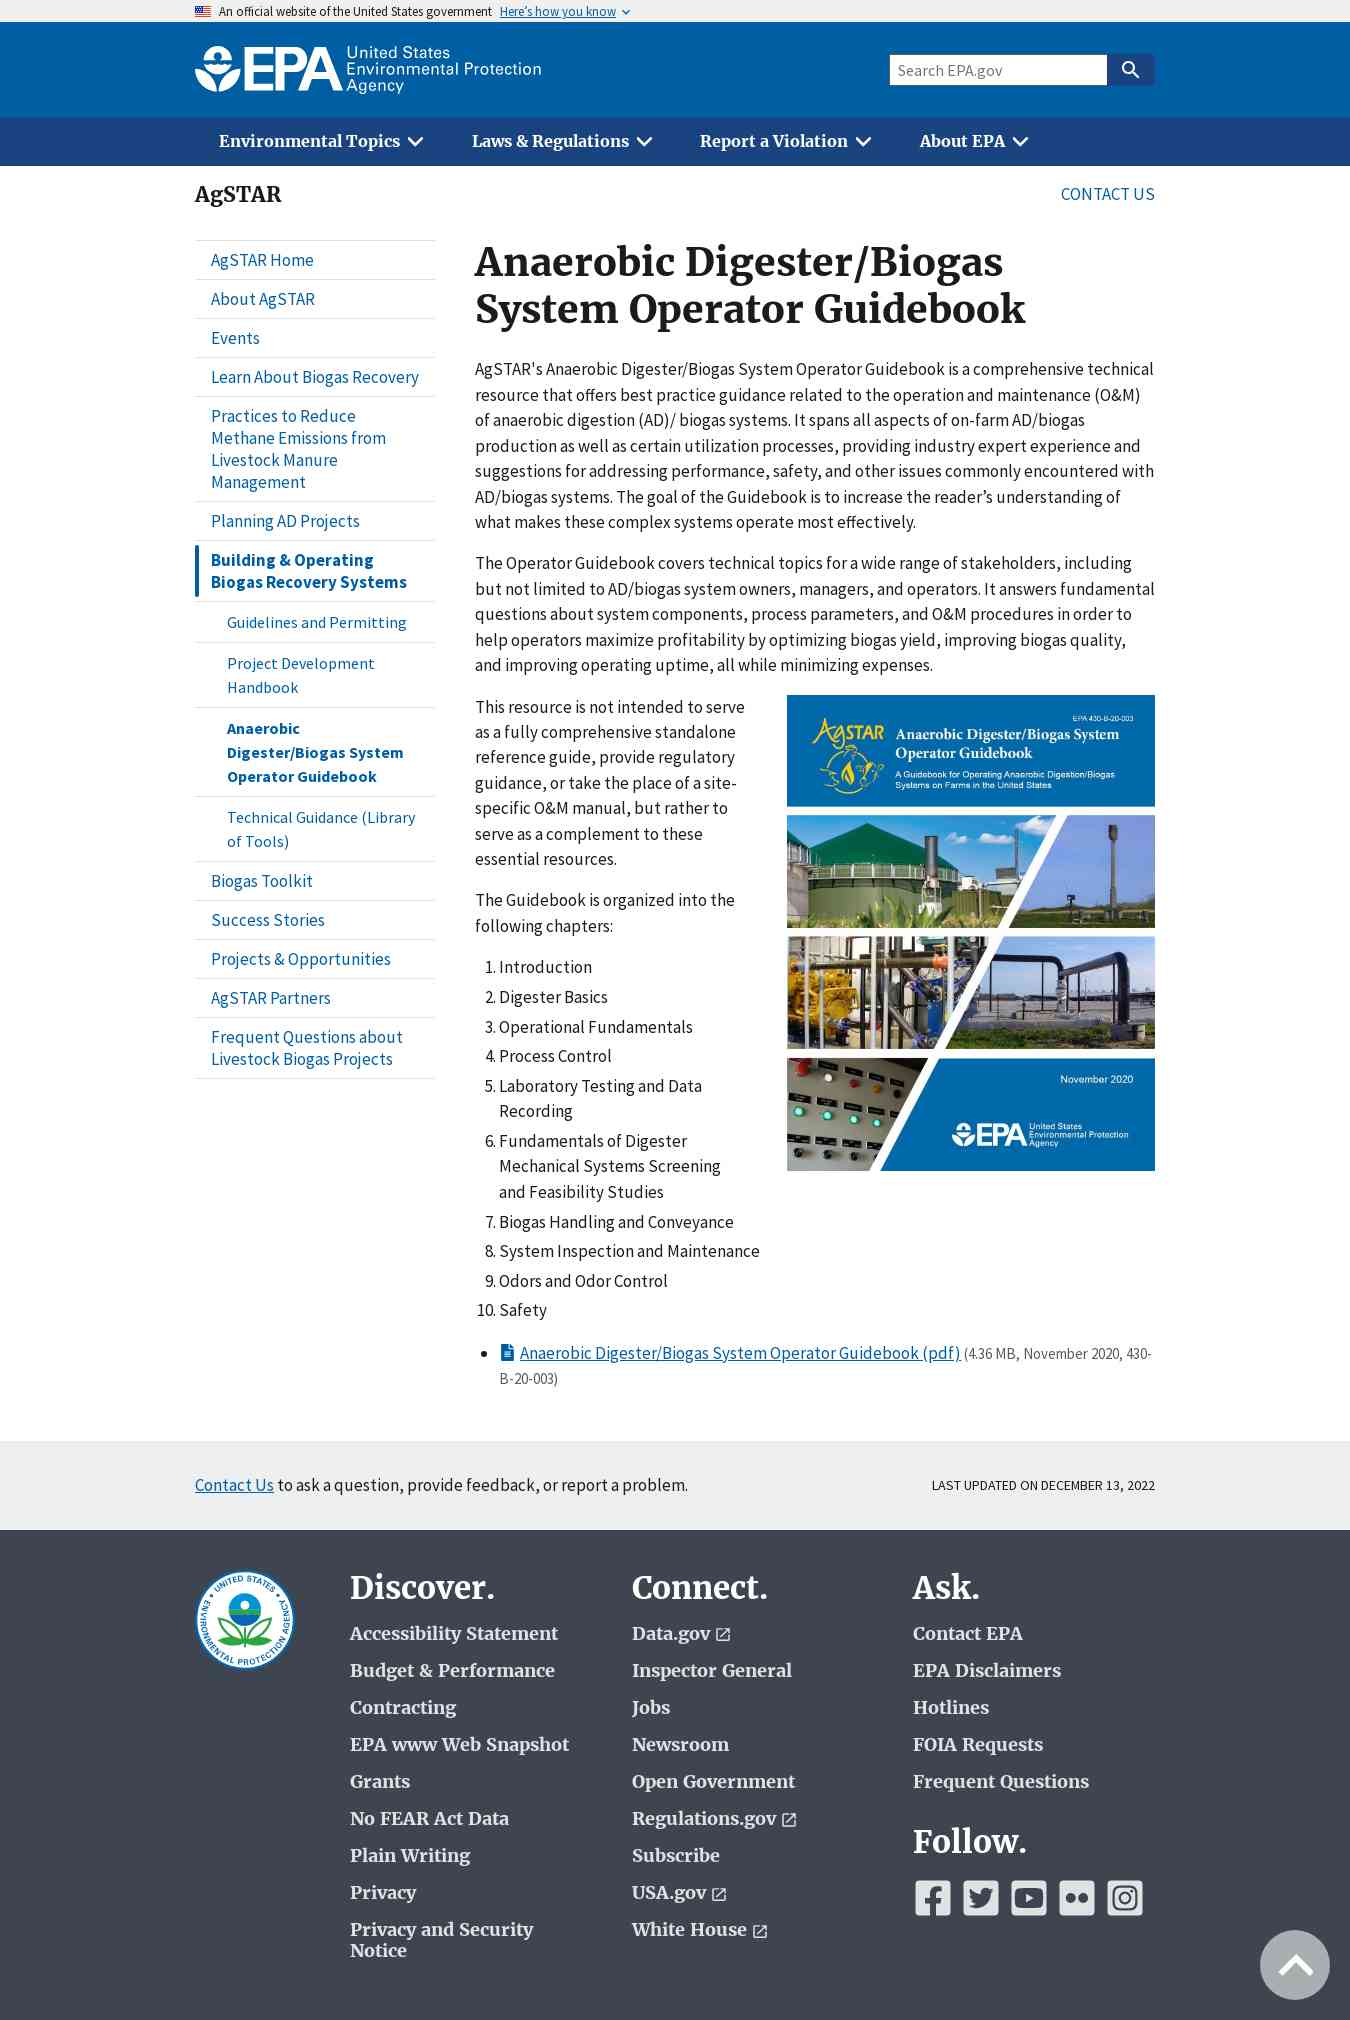 An official website of the United States government Here's how you know
EPA United States
Environmental Protection
Agency
Search EPA.gov
Environmental Topics Laws & Regulations Report a Violation About EPA
AgSTAR CONTACT US
AgSTAR Home
About AgSTAR
Events
Learn About Biogas Recovery
Practices to Reduce
Methane Emissions from
Livestock Manure
Management
Planning AD Projects
Building & Operating
Biogas Recovery Systems
Guidelines and Permitting
Project Development
Handbook
Anaerobic
Digester/Biogas System
Operator Guidebook
Technical Guidance (Library
of Tools)
Biogas Toolkit
Success Stories
Projects & Opportunities
AgSTAR Partners
Frequent Questions about
Livestock Biogas Projects
Anaerobic Digester/Biogas
System Operator Guidebook
AgSTAR's Anaerobic Digester/Biogas System Operator Guidebook is a comprehensive technical
resource that offers best practice guidance related to the operation and maintenance (O&M)
of anaerobic digestion (AD)/ biogas systems. It spans all aspects of on-farm AD/biogas
production as well as certain utilization processes, providing industry expert experience and
suggestions for addressing performance, safety, and other issues commonly encountered with
AD/biogas systems. The goal of the Guidebook is to increase the reader’s understanding of
what makes these complex systems operate most effectively.
The Operator Guidebook covers technical topics for a wide range of stakeholders, including
but not limited to AD/biogas system owners, managers, and operators. It answers fundamental
questions about system components, process parameters, and O&M procedures in order to
help operators maximize profitability by optimizing biogas yield, improving biogas quality,
and improving operating uptime, all while minimizing expenses.
This resource is not intended to serve
as a fully comprehensive standalone
reference guide, provide regulatory
guidance, or take the place of a site-
specific O&M manual, but rather to
serve as a complement to these
essential resources.
The Guidebook is organized into the
following chapters:
1. Introduction
2. Digester Basics
3. Operational Fundamentals
4. Process Control
5. Laboratory Testing and Data
Recording
6. Fundamentals of Digester
Mechanical Systems Screening
and Feasibility Studies
7. Biogas Handling and Conveyance
8. System Inspection and Maintenance
9. Odors and Odor Control
10. Safety
EPA 430-B-20-003
AgSTAR
Anaerobic Digester/Biogas System
Operator Guidebook
A Guidebook for Operating Anaerobic Digestion/Biogas
Systems on Farms in the United States
November 2020
EPA United States
Environmental Protection
Agency
Anaerobic Digester/Biogas System Operator Guidebook (pdf) (4.36 MB, November 2020, 430-
B-20-003)
Contact Us to ask a question, provide feedback, or report a problem. LAST UPDATED ON DECEMBER 13, 2022
UNITED STATES
ENVIRONMENTAL PROTECTION AGENCY
Discover.
Accessibility Statement
Budget & Performance
Contracting
EPA www Web Snapshot
Grants
No FEAR Act Data
Plain Writing
Privacy
Privacy and Security
Notice
Connect.
Data.gov
Inspector General
Jobs
Newsroom
Open Government
Regulations.gov
Subscribe
USA.gov
White House
Ask.
Contact EPA
EPA Disclaimers
Hotlines
FOIA Requests
Frequent Questions
Follow.